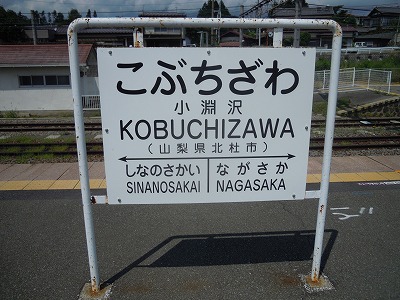 こぶちざわ
小淵沢
KOBUCHIZAWA
(山梨県北杜市)
しなのさかい ながさか
SINANOSAKAI NAGASAKA